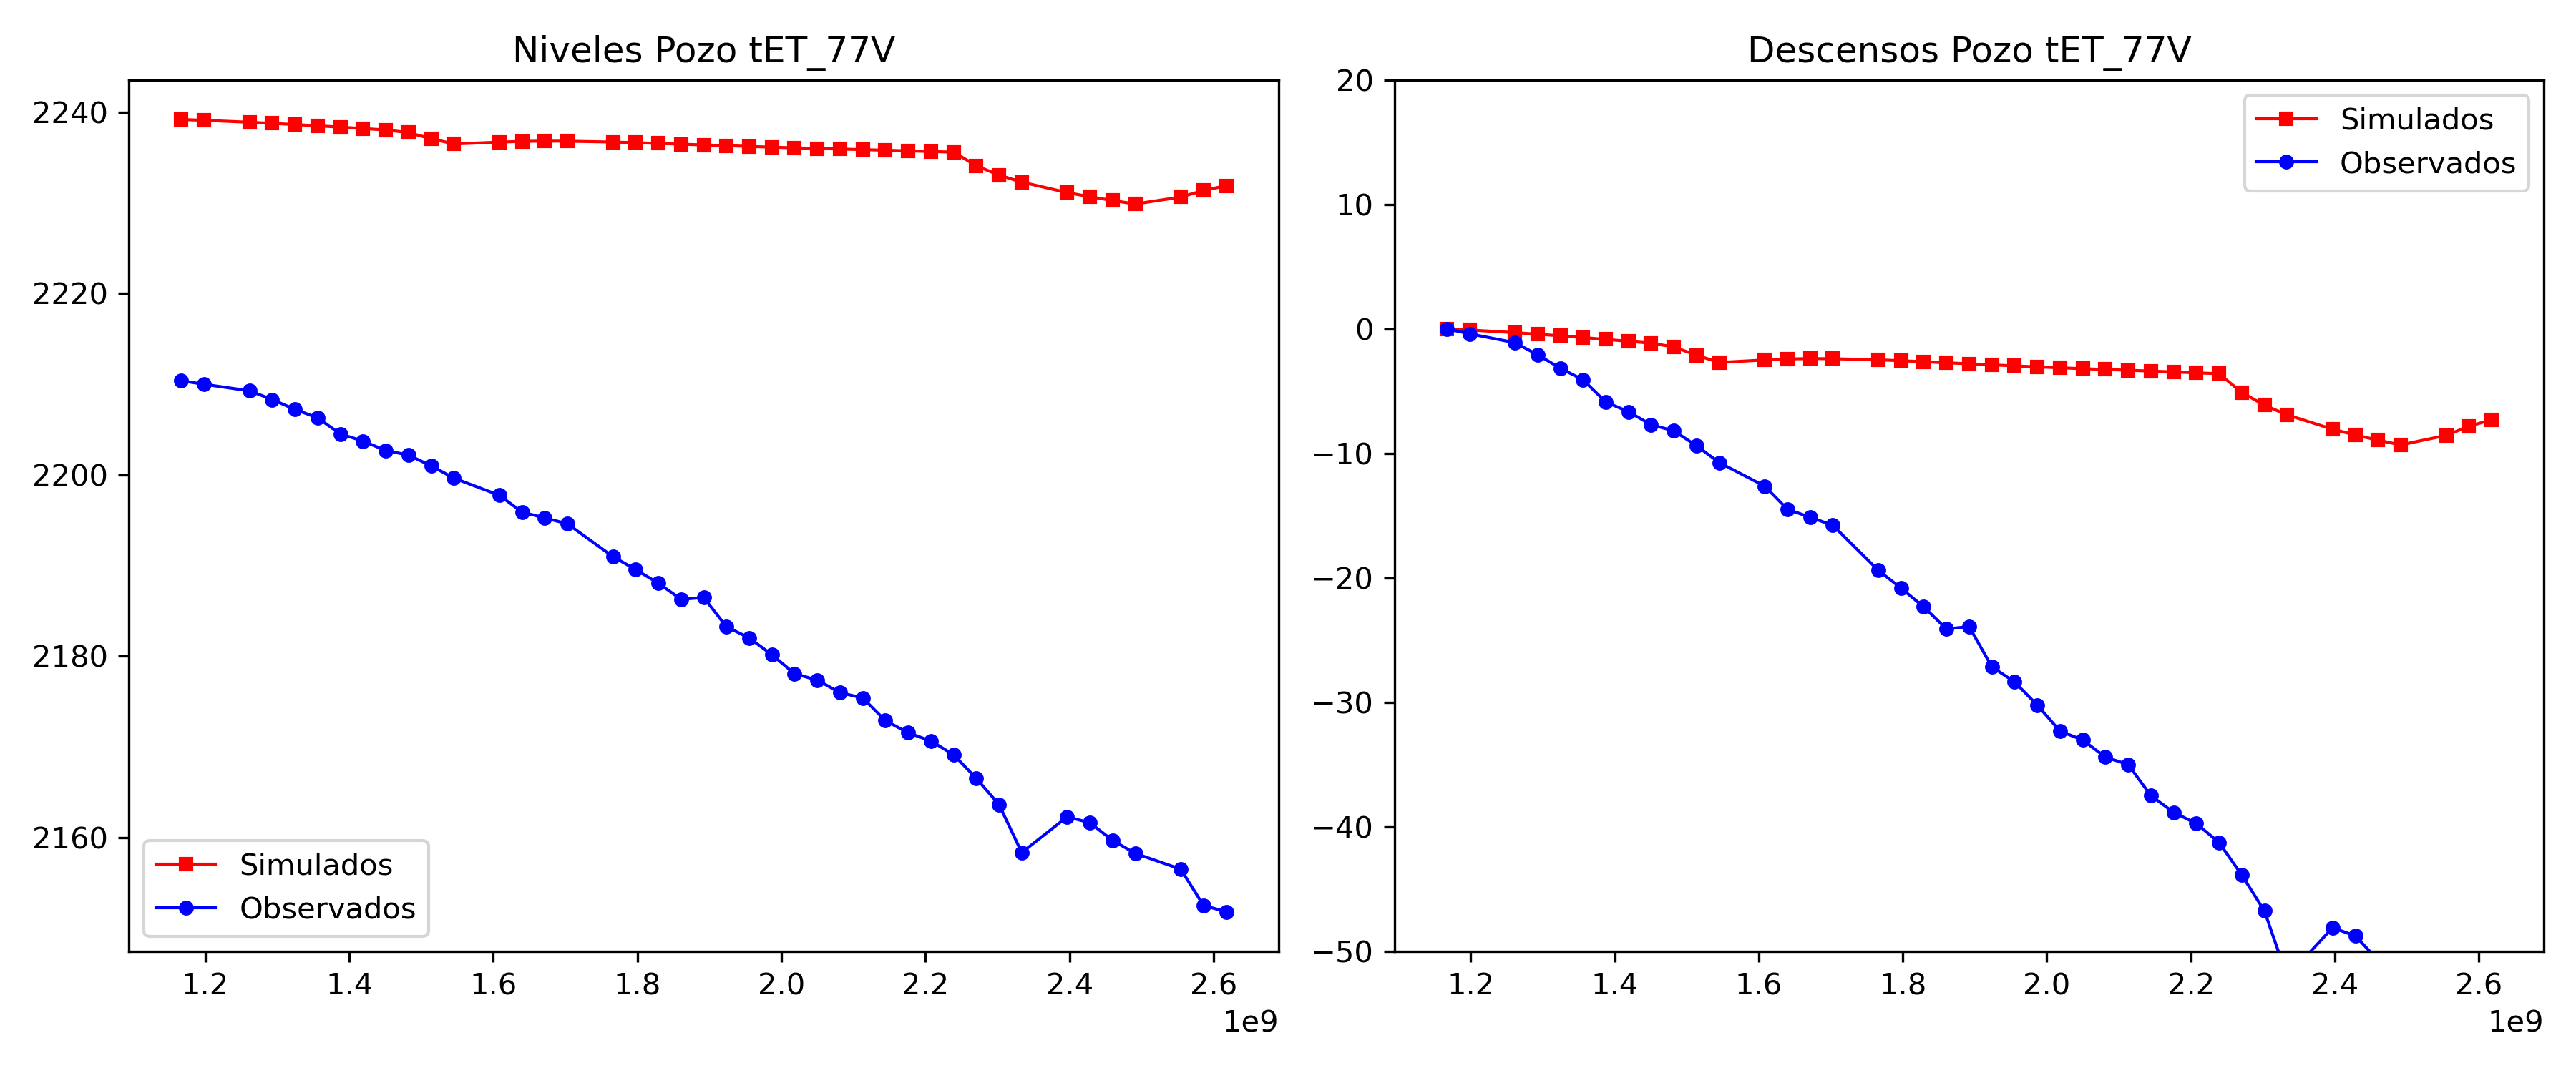 Niveles Pozo tET_77V
2240
2220
2200
2180
2160
Simulados
Observados
1.2 1.4 1.6 1.8 2.0 2.2 2.4 2.6
1e9
Descensos Pozo tET_77V
20
10
0
−10
−20
−30
−40
−50
Simulados
Observados
1.2 1.4 1.6 1.8 2.0 2.2 2.4 2.6
1e9